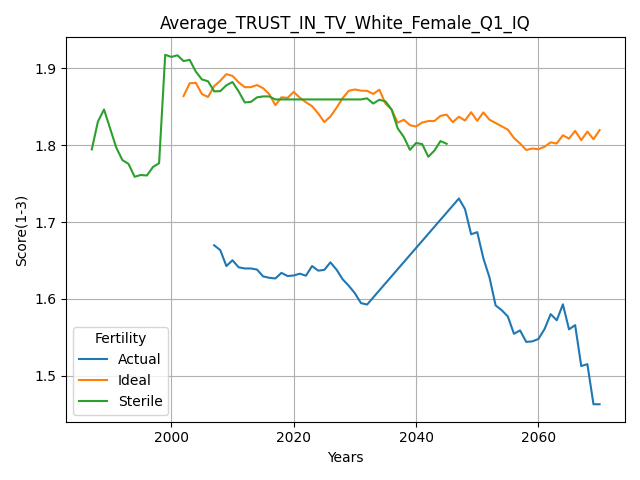 Average_TRUST_IN_TV_White_Female_Q1_IQ
Score(1-3)
1.9
1.8
1.7
1.6
1.5
Fertility
Actual
Ideal
Sterile
2000 2020 2040 2060
Years